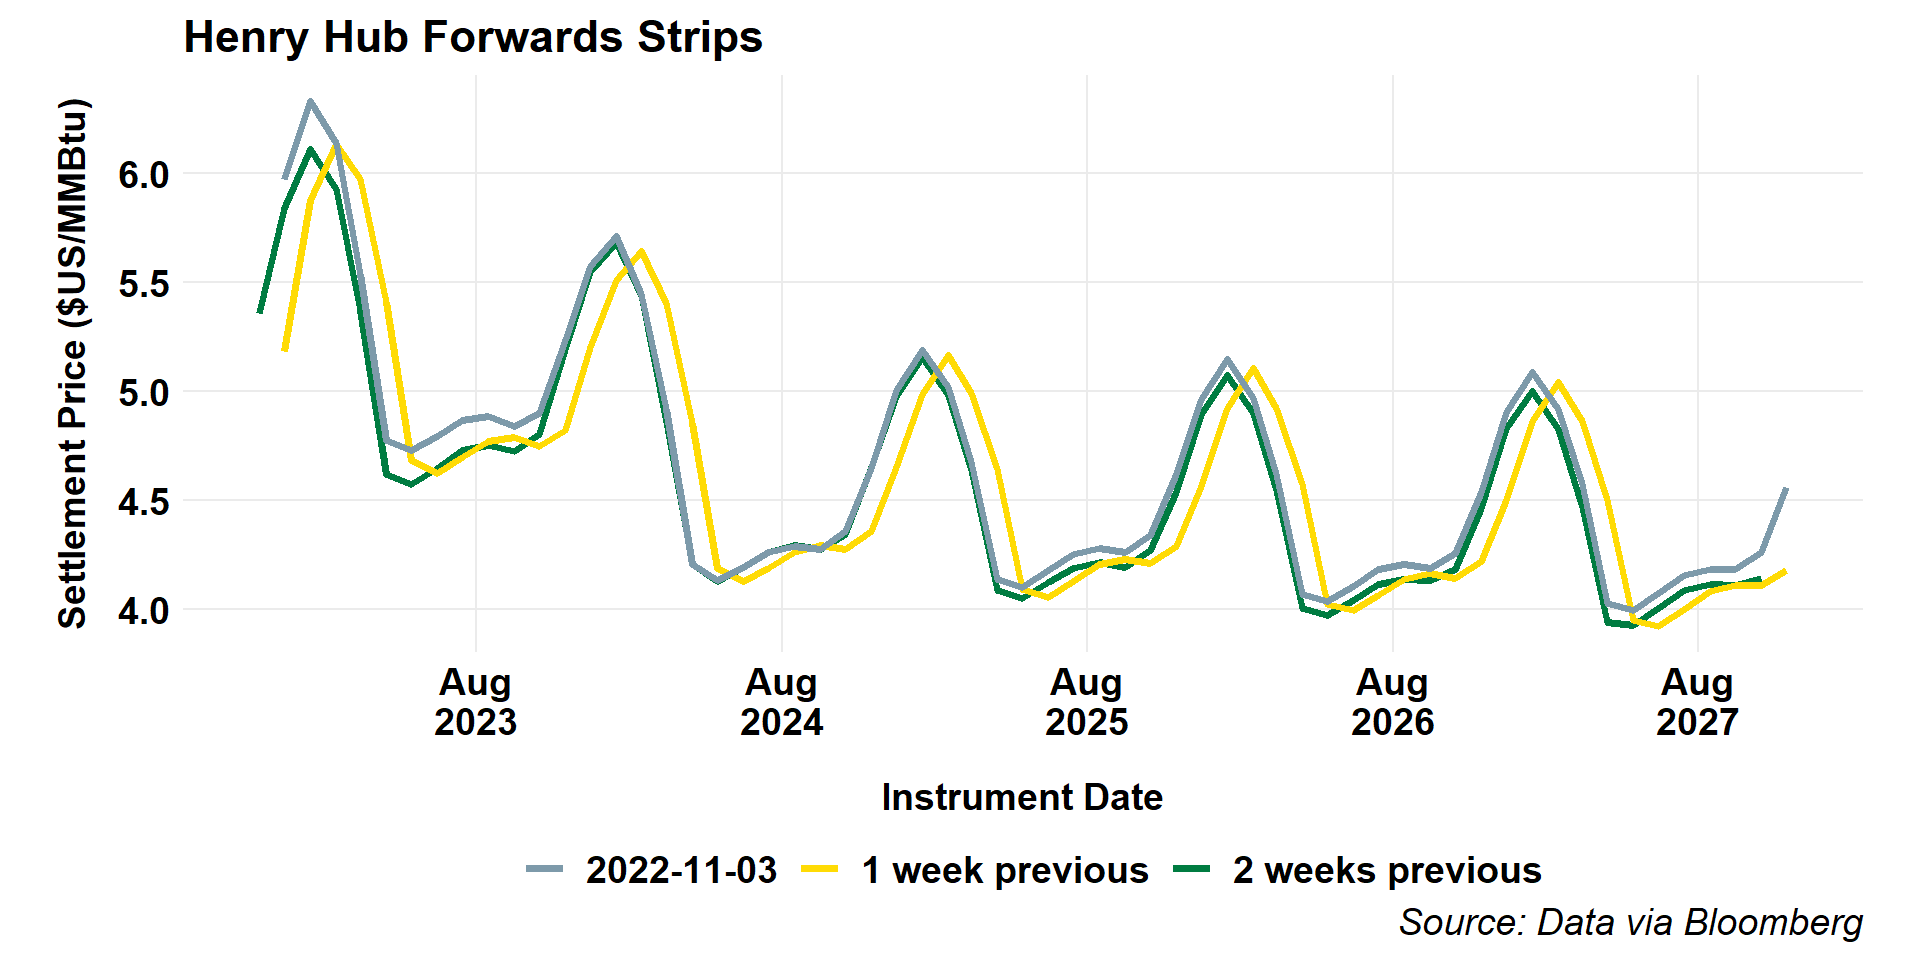 Henry Hub Forwards Strips
Settlement Price ($US/MMBtu)
6.0
5.5
5.0
4.5
4.0
Aug 2023
Aug 2024
Aug 2025
Aug 2026
Aug 2027
Instrument Date
2022-11-03 1 week previous 2 weeks previous
Source: Data via Bloomberg